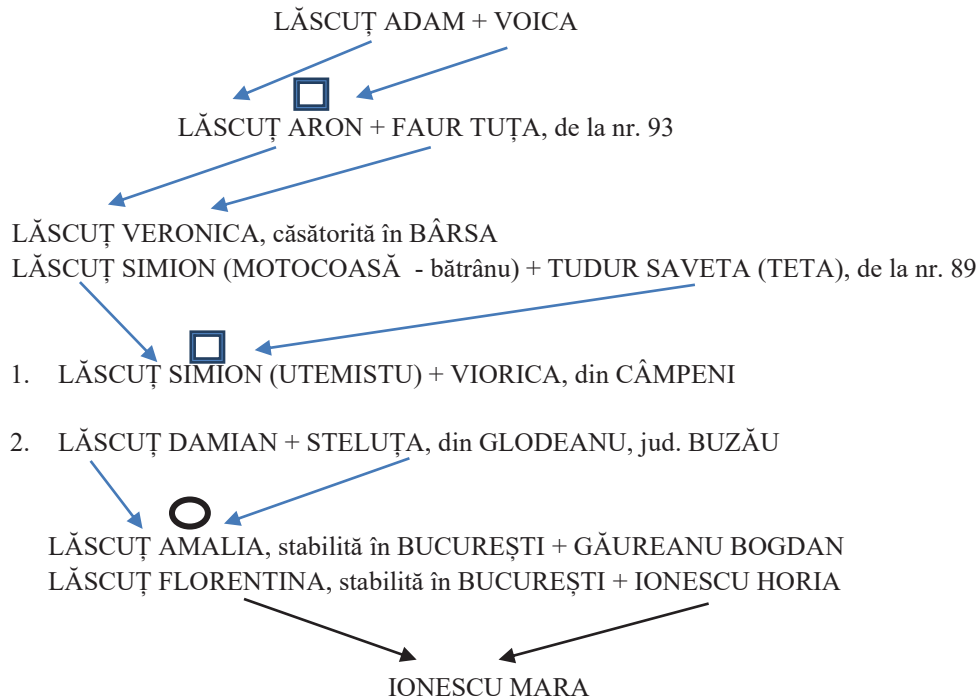 LĂSCUȚ ADAM + VOICA
LĂSCUȚ ARON + FAUR TUȚA, de la nr. 93
LĂSCUȚ VERONICA, căsătorită în BÂRSA
LĂSCUȚ SIMION (MOTOCOASĂ - bătrânu) + TUDUR SAVETA (TETA), de la nr. 89
1. LĂSCUȚ SIMION (UTEMISTU) + VIORICA, din CÂMPENI
2. LĂSCUȚ DAMIAN + STELUȚA, din GLODEANU, jud. BUZĂU
LĂSCUȚ AMALIA, stabilită în BUCUREȘTI + GĂUREANU BOGDAN
LĂSCUȚ FLORENTINA, stabilită în BUCUREȘTI + IONESCU HORIA
IONESCU MARA